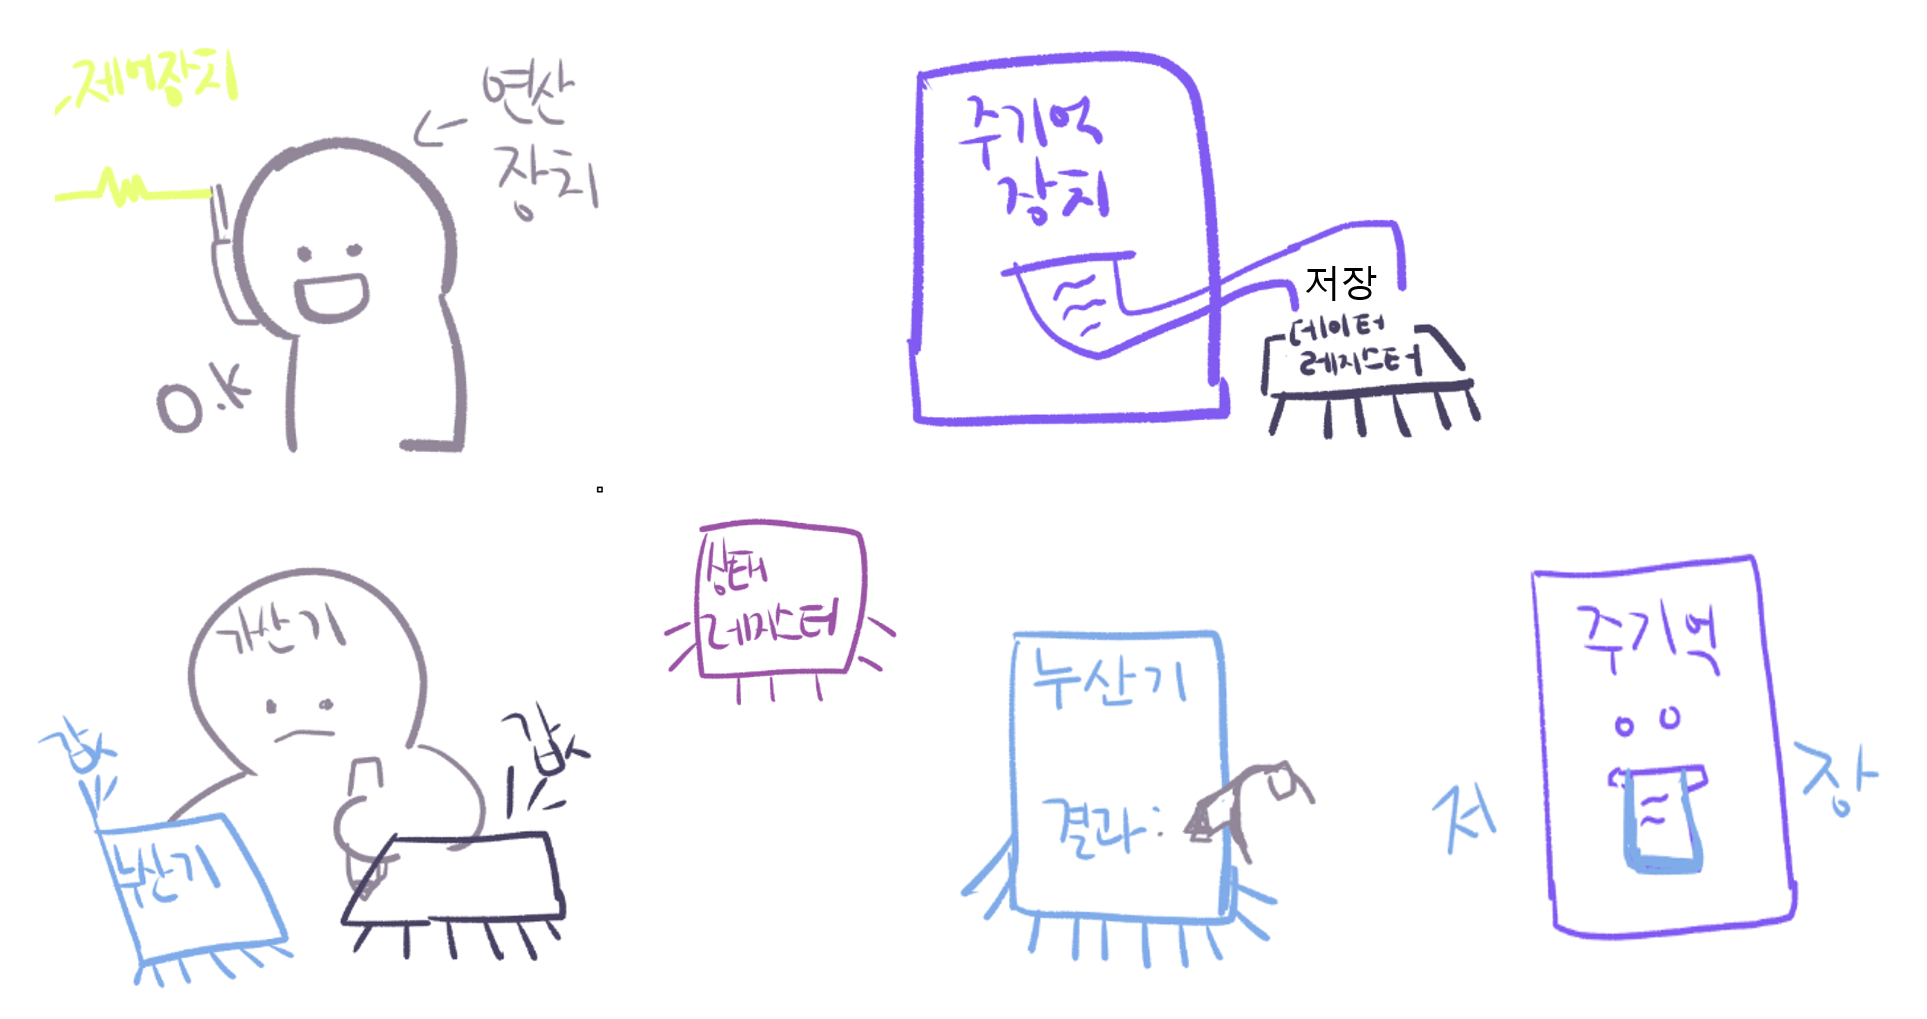 제어장치
연산
장치
O.K
주기억
장치
저장
데이터
레지스터
가산기
값
누산기
값
상태
레지스터
누산기
결과:
주기억
저
장